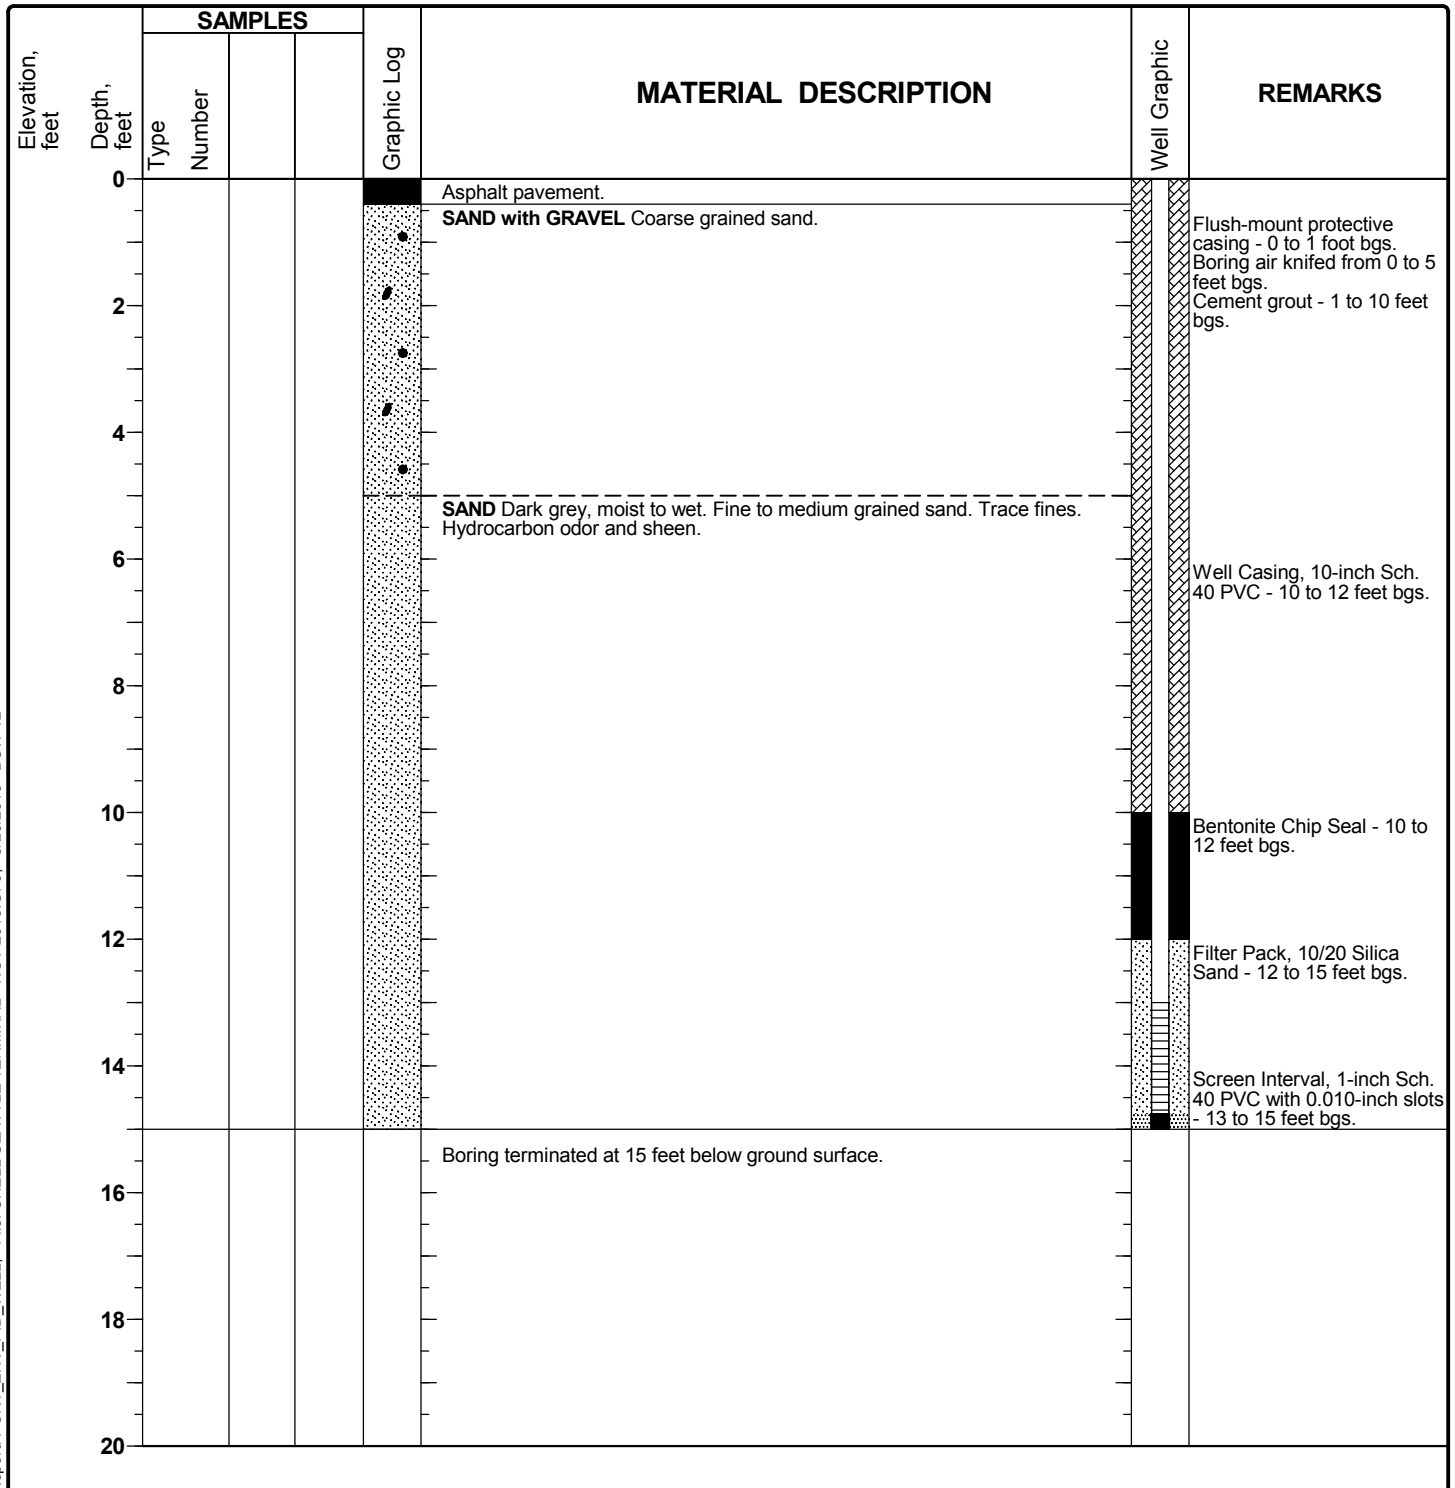 SAMPLES
Elevation,
feet
Depth,
feet
Type
Number
Graphic Log
MATERIAL DESCRIPTION
Well Graphic
REMARKS
0
Asphalt pavement.
SAND with GRAVEL Coarse grained sand.
Flush-mount protective
casing - 0 to 1 foot bgs.
Boring air knifed from 0 to 5
feet bgs.
Cement grout - 1 to 10 feet
bgs.
2
4
SAND Dark grey, moist to wet. Fine to medium grained sand. Trace fines.
Hydrocarbon odor and sheen.
6
Well Casing, 10-inch Sch.
40 PVC - 10 to 12 feet bgs.
8
10
Bentonite Chip Seal - 10 to
12 feet bgs.
12
Filter Pack, 10/20 Silica
Sand - 12 to 15 feet bgs.
14
Screen Interval, 1-inch Sch.
40 PVC with 0.010-inch slots
- 13 to 15 feet bgs.
Boring terminated at 15 feet below ground surface.
16
18
20